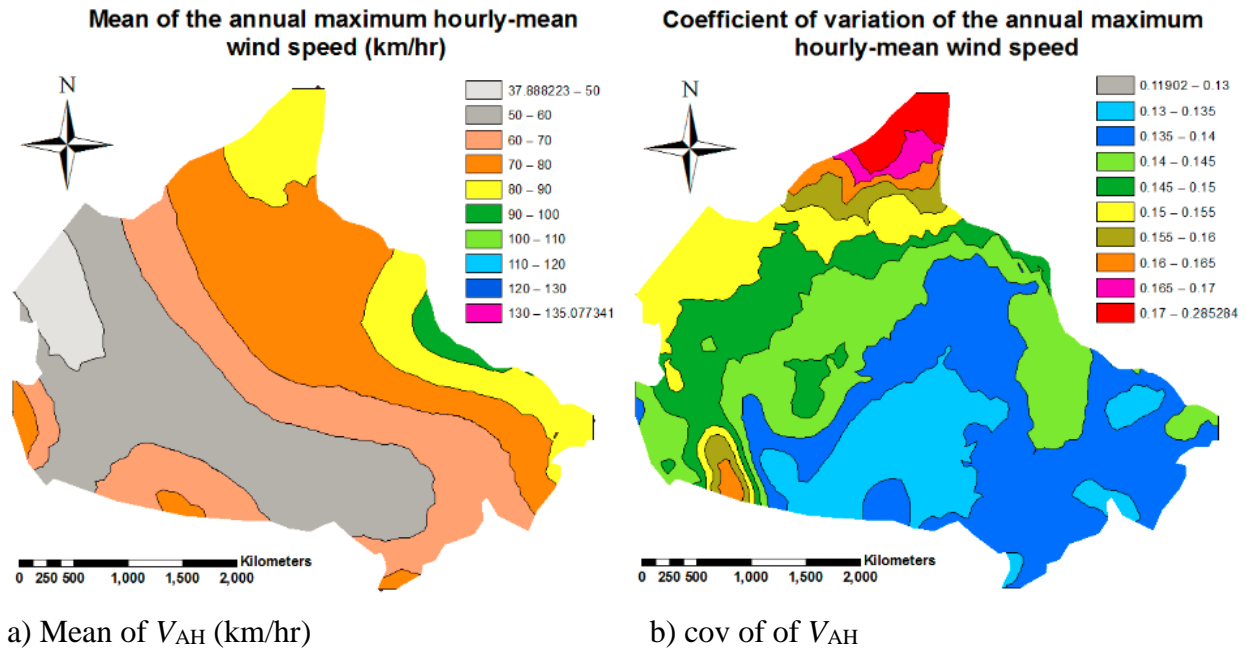 Mean of the annual maximum hourly-mean
wind speed (km/hr)
N
37.888223 – 50
50 – 60
60 – 70
70 – 80
80 – 90
90 – 100
100 – 110
110 – 120
120 – 130
130 – 135.077341
Kilometers
0 250 500 1,000 1,500 2,000
a) Mean of VAH (km/hr)
Coefficient of variation of the annual maximum
hourly-mean wind speed
N
0.11902 – 0.13
0.13 – 0.135
0.135 – 0.14
0.14 – 0.145
0.145 – 0.15
0.15 – 0.155
0.155 – 0.16
0.16 – 0.165
0.165 – 0.17
0.17 – 0.285284
Kilometers
0 250 500 1,000 1,500 2,000
b) cov of of VAH